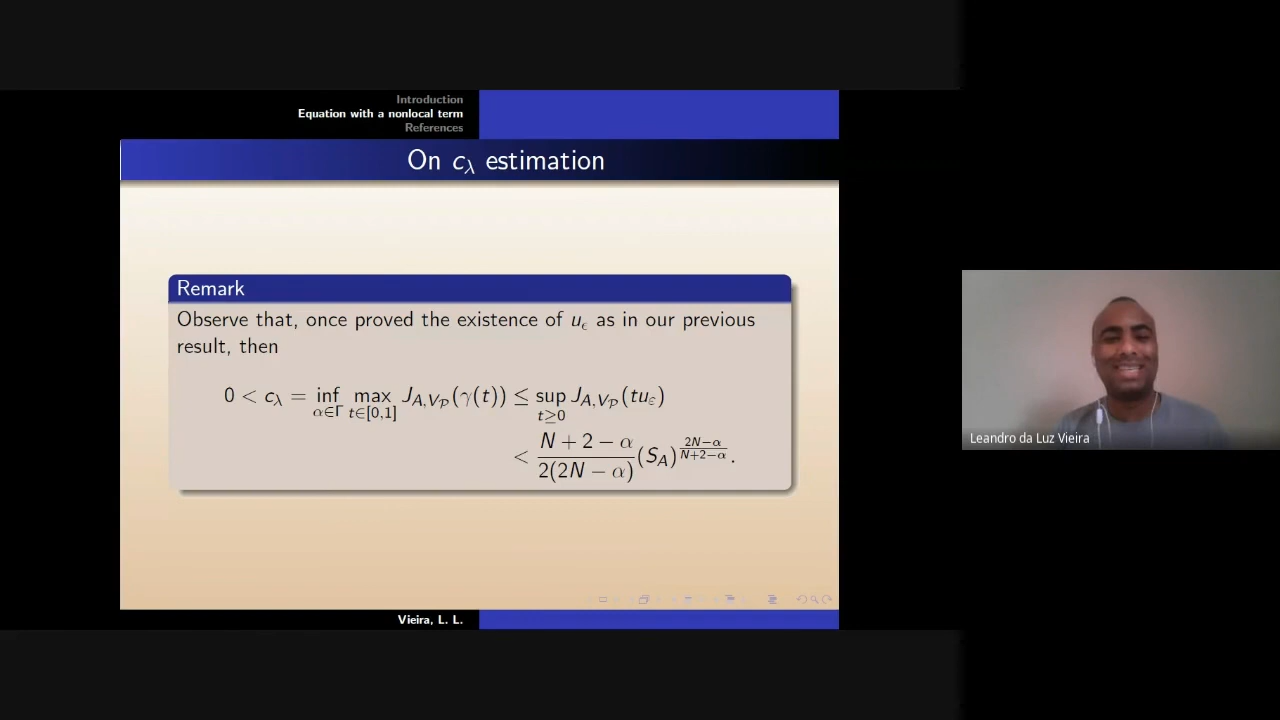 Introduction
Equation with a nonlocal term
References
On c_λ estimation
Remark
Observe that, once proved the existence of u_ϵ as in our previous
result, then
0 < c_λ = inf_{α∈Γ} max_{t∈[0,1]} J_{A,V_𝒫}(γ(t)) ≤ sup_{t≥0} J_{A,V_𝒫}(tu_ε)
< \frac{N + 2 − α}{2(2N − α)} (S_A)^{\frac{2N−α}{N+2−α}}.
Leandro da Luz Vieira
Vieira, L. L.